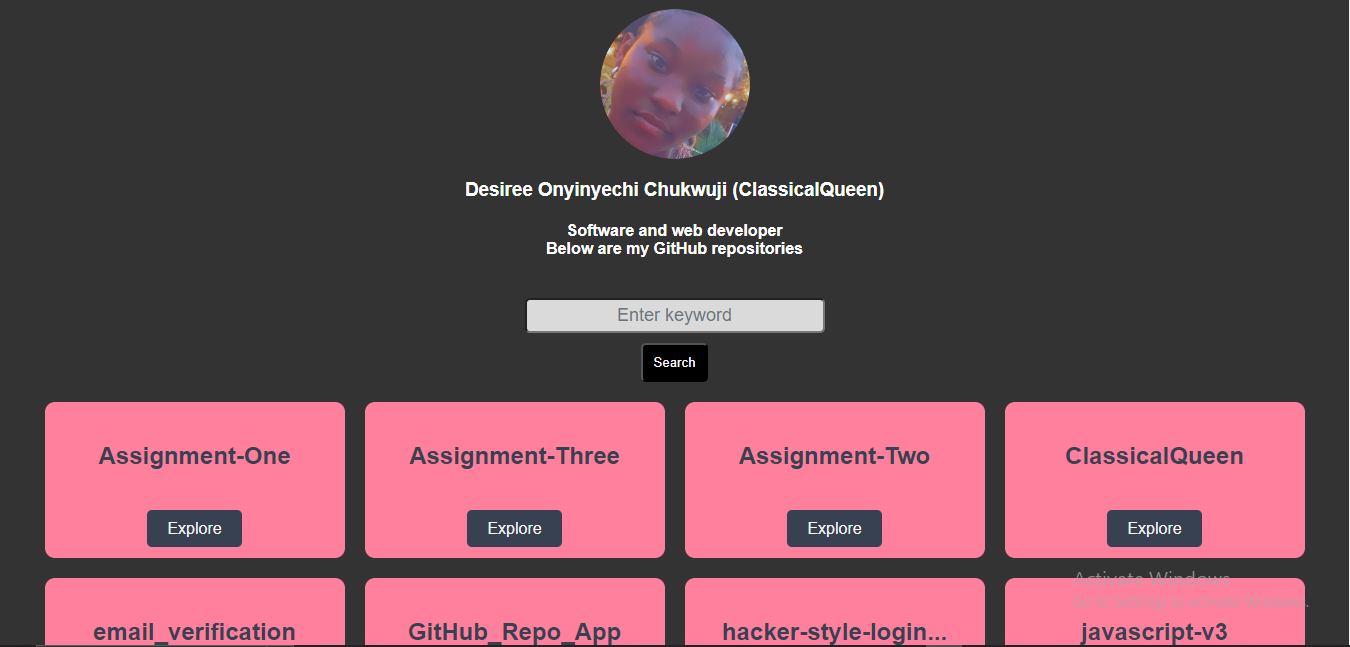 Desiree Onyinyechi Chukwuji (ClassicalQueen)
Software and web developer
Below are my GitHub repositories
Enter keyword
Search
Assignment-One
Assignment-Three
Assignment-Two
ClassicalQueen
Explore
Explore
Explore
Explore
Activate Windows
Go to Settings to activate Windows.
email_verification
GitHub_Repo_App
hacker-style-login...
javascript-v3